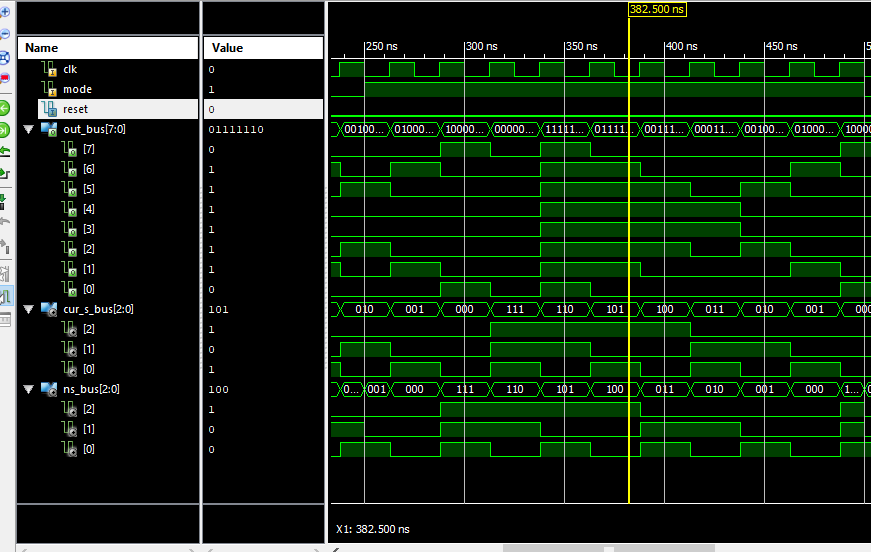 382.500 ns
Name Value
250 ns 300 ns 350 ns 400 ns 450 ns 5
clk 0
mode 1
reset 0
out_bus[7:0] 01111110 00100... 01000... 10000... 00000... 11111... 01111... 00111... 00011... 00100... 01000... 10000
[7] 0
[6] 1
[5] 1
[4] 1
[3] 1
[2] 1
[1] 1
[0] 0
cur_s_bus[2:0] 101 010 001 000 111 110 101 100 011 010 001 000
[2] 1
[1] 0
[0] 1
ns_bus[2:0] 100 0... 001 000 111 110 101 100 011 010 001 000 1...
[2] 1
[1] 0
[0] 0
X1: 382.500 ns